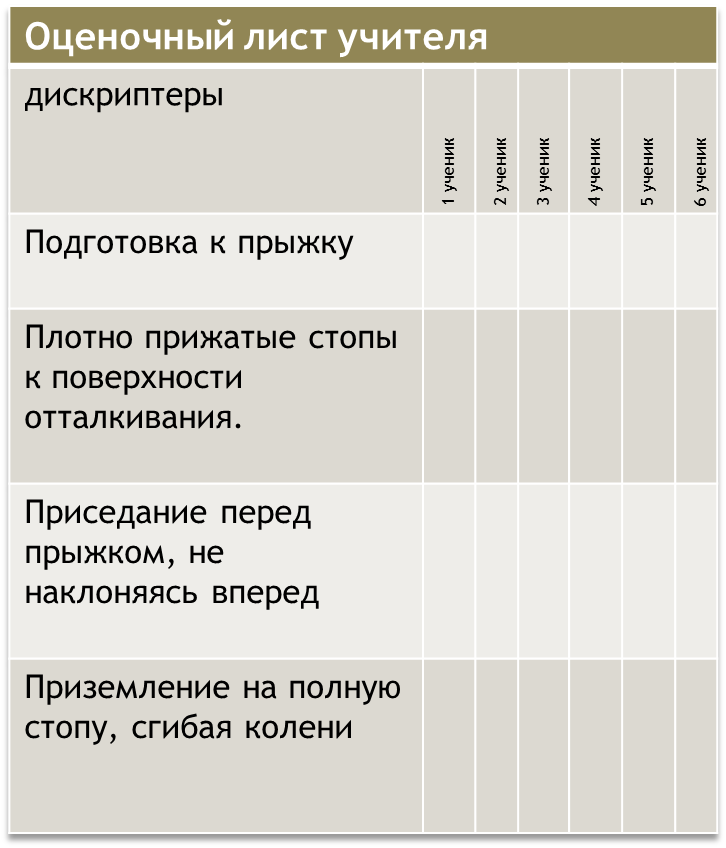 Оценочный лист учителя
дискриптеры
1 ученик
2 ученик
3 ученик
4 ученик
5 ученик
6 ученик
Подготовка к прыжку
Плотно прижатые стопы
к поверхности
отталкивания.
Приседание перед
прыжком, не
наклоняясь вперед
Приземление на полную
стопу, сгибая колени